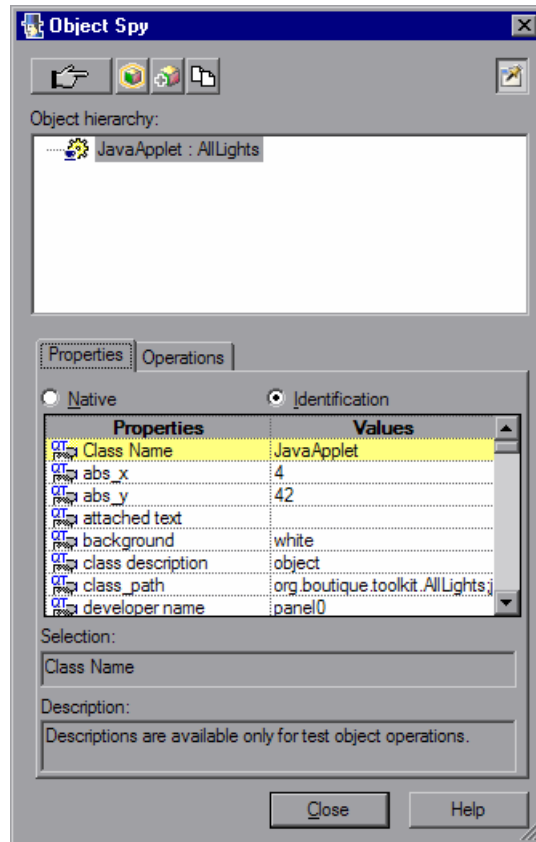 Object Spy
Object hierarchy:
JavaApplet : AllLights
Properties Operations
Native Identification
Properties Values
Class Name JavaApplet
abs_x 4
abs_y 42
attached text
background white
class description object
class_path org.boutique.toolkit.AllLights;j
developer name panel0
Selection:
Class Name
Description:
Descriptions are available only for test object operations.
Close Help